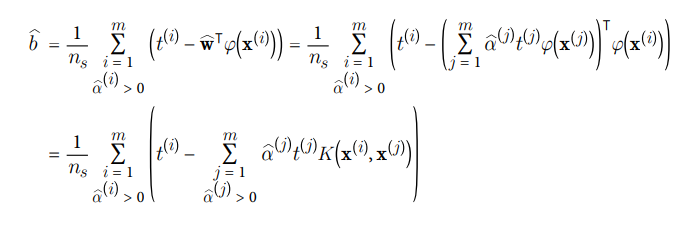 b̂ = 1/n_s ∑_{i=1, α̂^(i) > 0}^{m} (t^(i) − ŵ^⊺ φ(x^(i))) = 1/n_s ∑_{i=1, α̂^(i) > 0}^{m} (t^(i) − (∑_{j=1}^{m} α̂^(j) t^(j) φ(x^(j)))^⊺ φ(x^(i)))
= 1/n_s ∑_{i=1, α̂^(i) > 0}^{m} (t^(i) − ∑_{j=1, α̂^(j) > 0}^{m} α̂^(j) t^(j) K(x^(i), x^(j)))